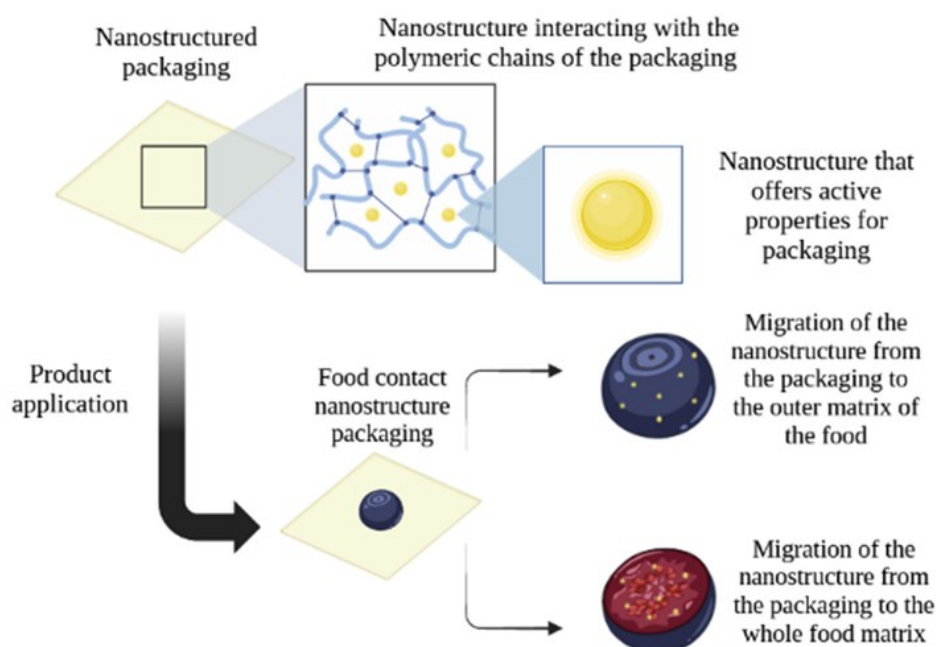 Nanostructured
packaging
Nanostructure interacting with the
polymeric chains of the packaging
Nanostructure that
offers active
properties for
packaging
Product
application
Food contact
nanostructure
packaging
Migration of the
nanostructure from
the packaging to
the outer matrix of
the food
Migration of the
nanostructure from
the packaging to the
whole food matrix